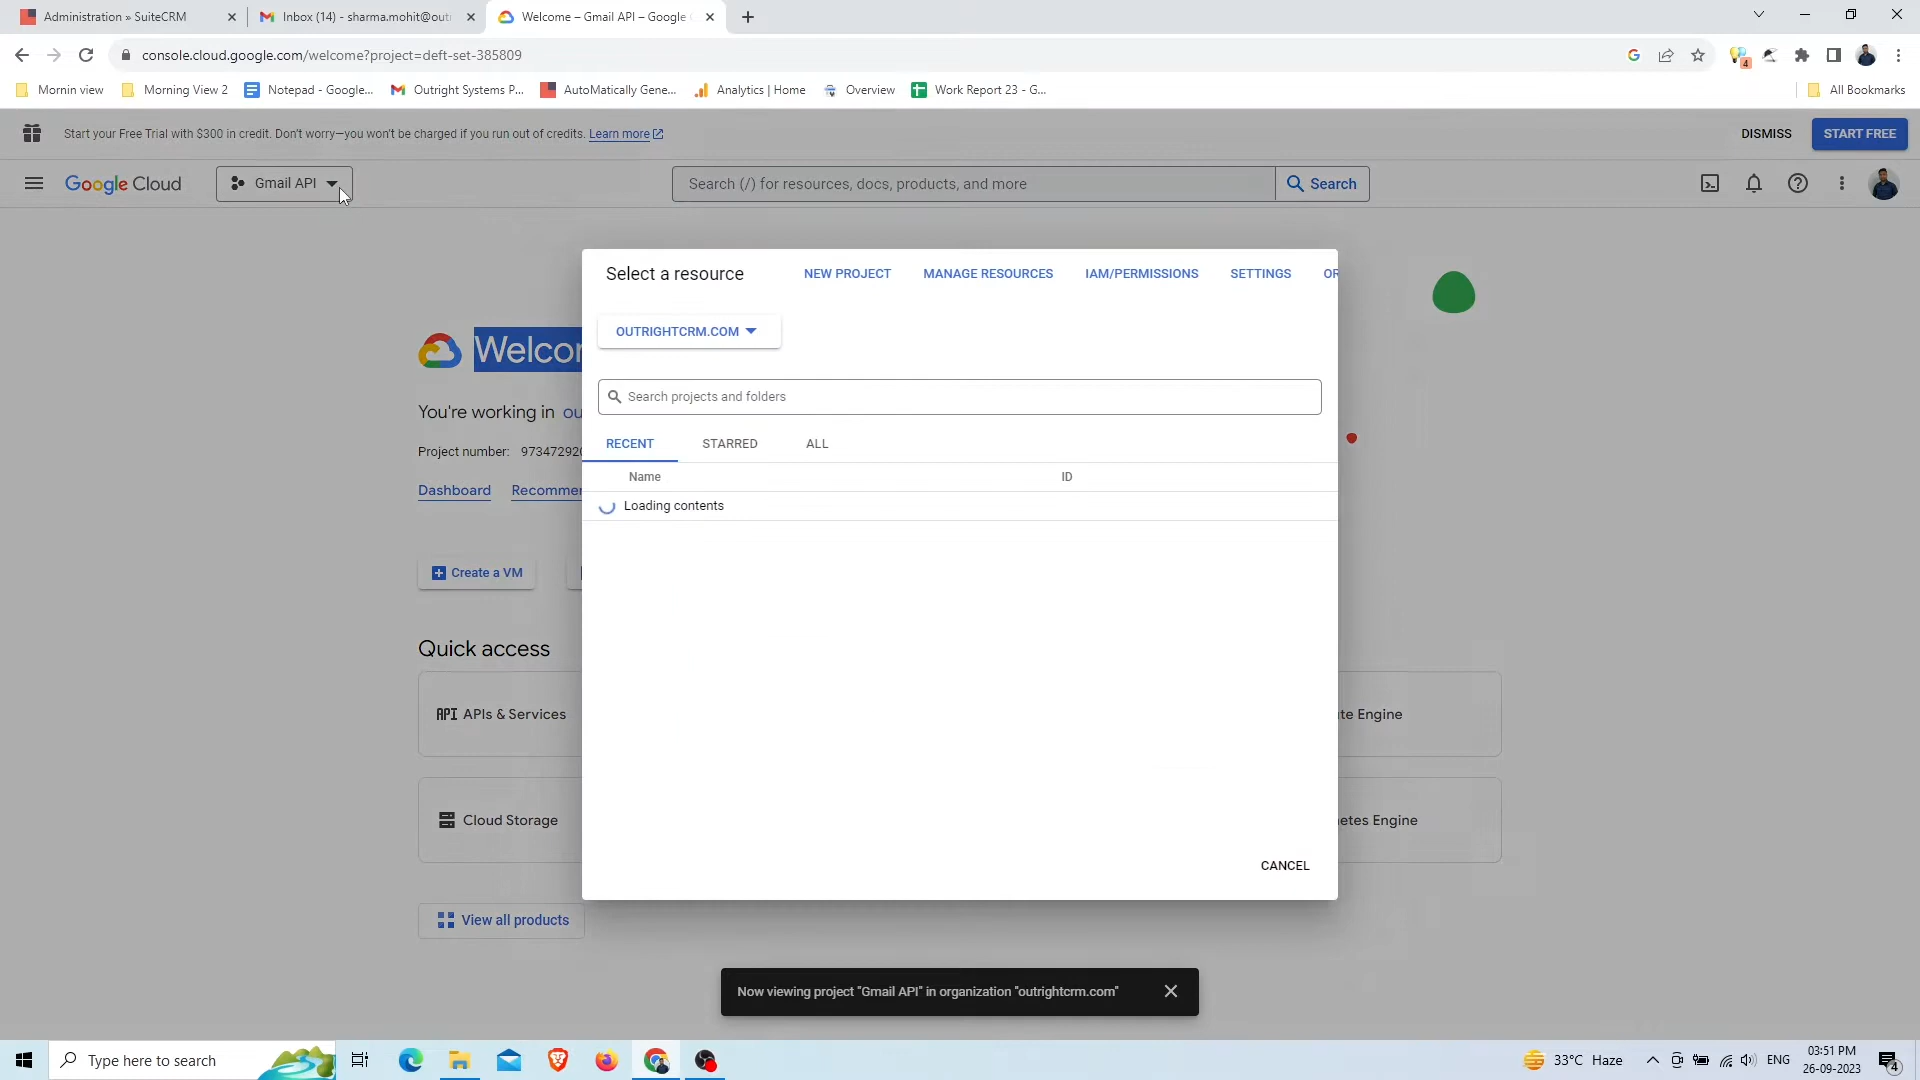 Administration » SuiteCRM
Inbox (14) - sharma.mohit@out
Welcome – Gmail API – Google C
console.cloud.google.com/welcome?project=deft-set-385809
4
Mornin view
Morning View 2
Notepad - Google...
Outright Systems P...
AutoMatically Gene...
Analytics | Home
Overview
Work Report 23 - G...
All Bookmarks
Start your Free Trial with $300 in credit. Don't worry—you won't be charged if you run out of credits. Learn more
DISMISS
START FREE
Google Cloud
Gmail API
Search (/) for resources, docs, products, and more
Search
Select a resource
NEW PROJECT
MANAGE RESOURCES
IAM/PERMISSIONS
SETTINGS
OR
OUTRIGHTCRM.COM
Search projects and folders
RECENT
STARRED
ALL
Name
ID
Loading contents
CANCEL
Welcom
You're working in ou
Project number: 97347292
Dashboard
Recommen
Create a VM
Quick access
API APIs & Services
te Engine
Cloud Storage
etes Engine
View all products
Now viewing project "Gmail API" in organization "outrightcrm.com"
Type here to search
33°C Haze
ENG
03:51 PM
26-09-2023
4